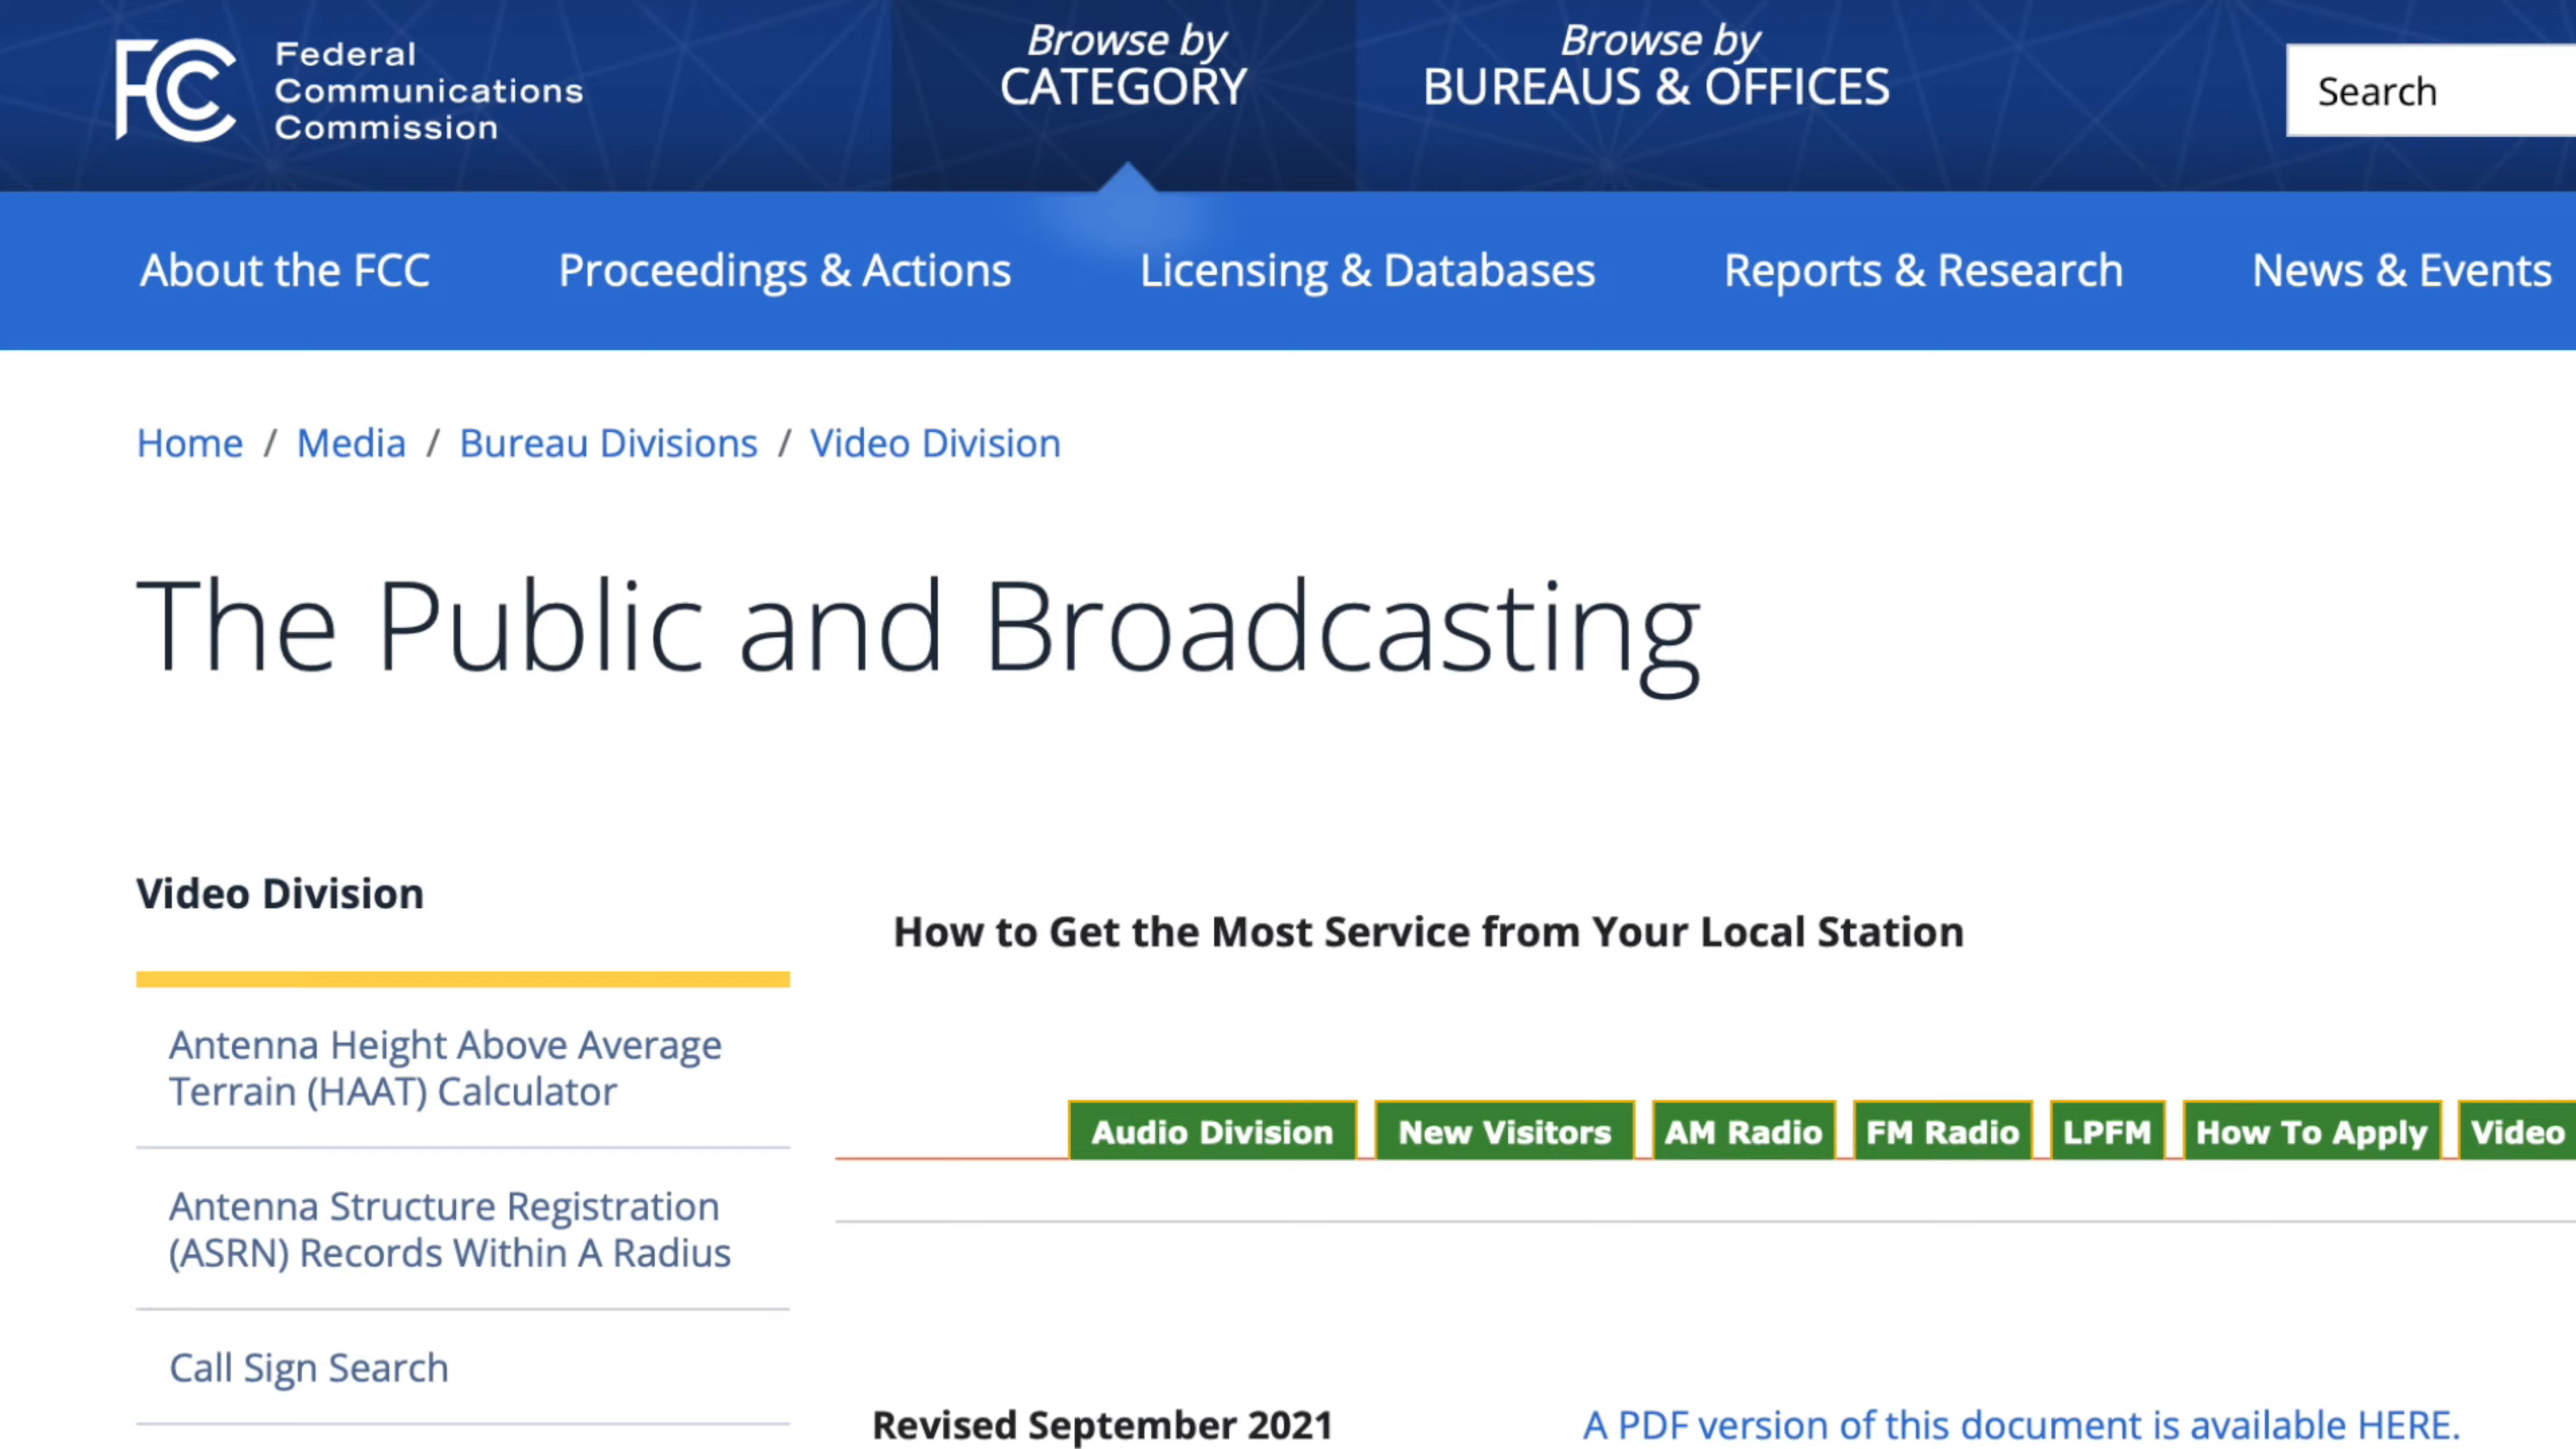 FCC
Federal
Communications
Commission
Browse by
CATEGORY
Browse by
BUREAUS & OFFICES
Search
About the FCC
Proceedings & Actions
Licensing & Databases
Reports & Research
News & Events
Home / Media / Bureau Divisions / Video Division
The Public and Broadcasting
Video Division
Antenna Height Above Average
Terrain (HAAT) Calculator
Antenna Structure Registration
(ASRN) Records Within A Radius
Call Sign Search
How to Get the Most Service from Your Local Station
Audio Division
New Visitors
AM Radio
FM Radio
LPFM
How To Apply
Video
Revised September 2021
A PDF version of this document is available HERE.